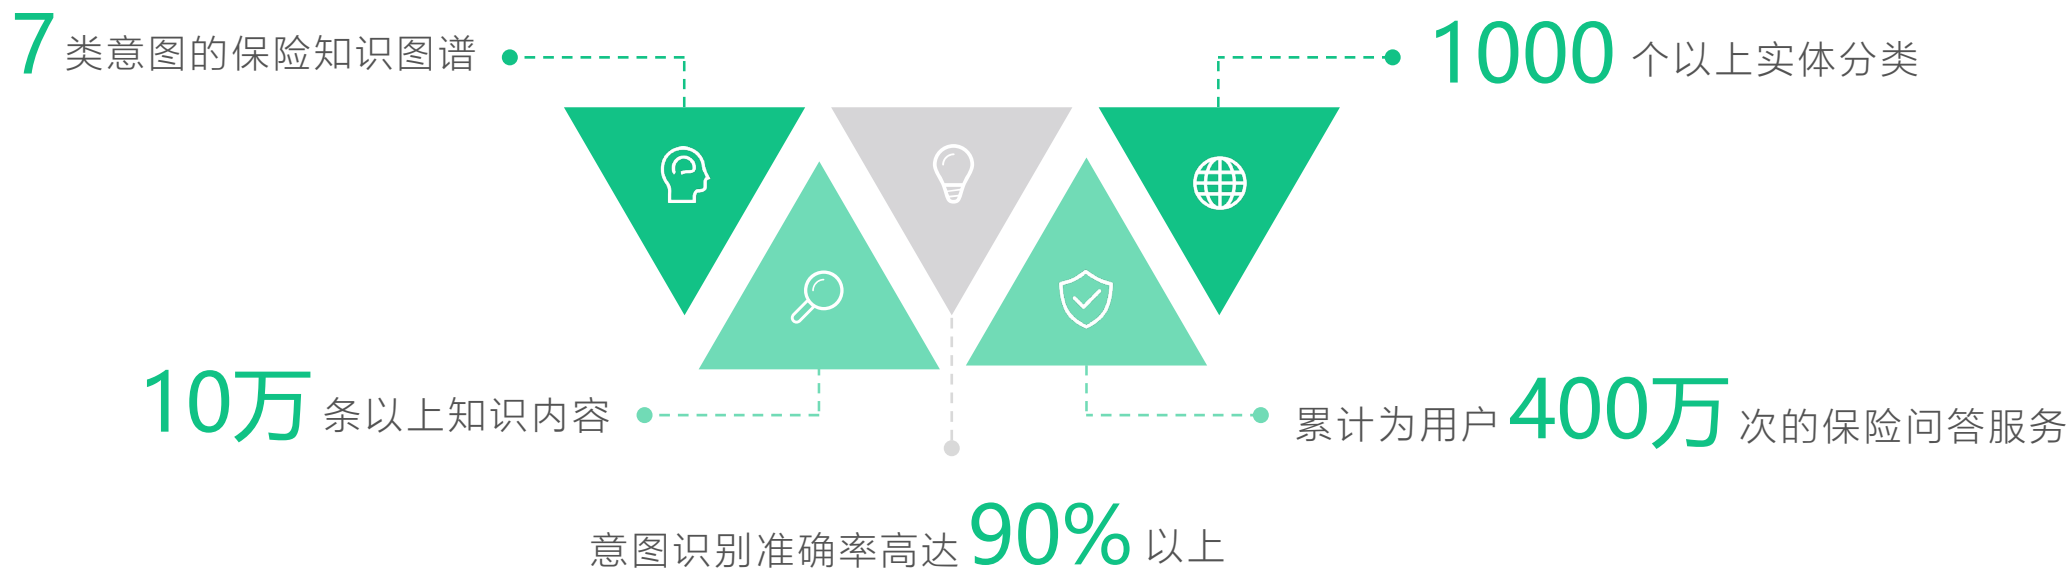 7 类意图的保险知识图谱
1000 个以上实体分类
10万 条以上知识内容
累计为用户 400万 次的保险问答服务
意图识别准确率高达 90% 以上